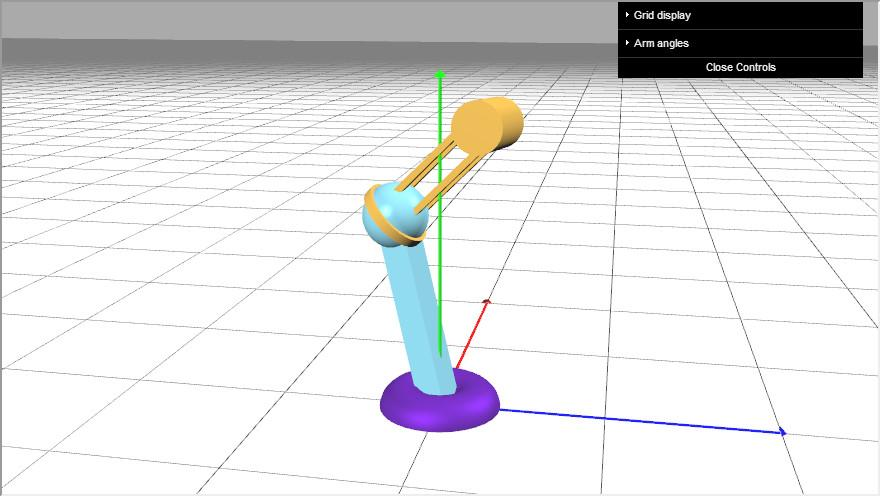 Grid display
Arm angles
Close Controls